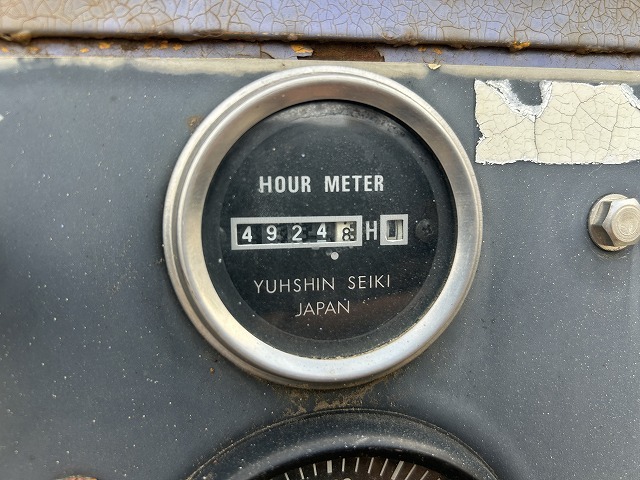 HOUR METER
49248 H
YUHSHIN SEIKI
JAPAN